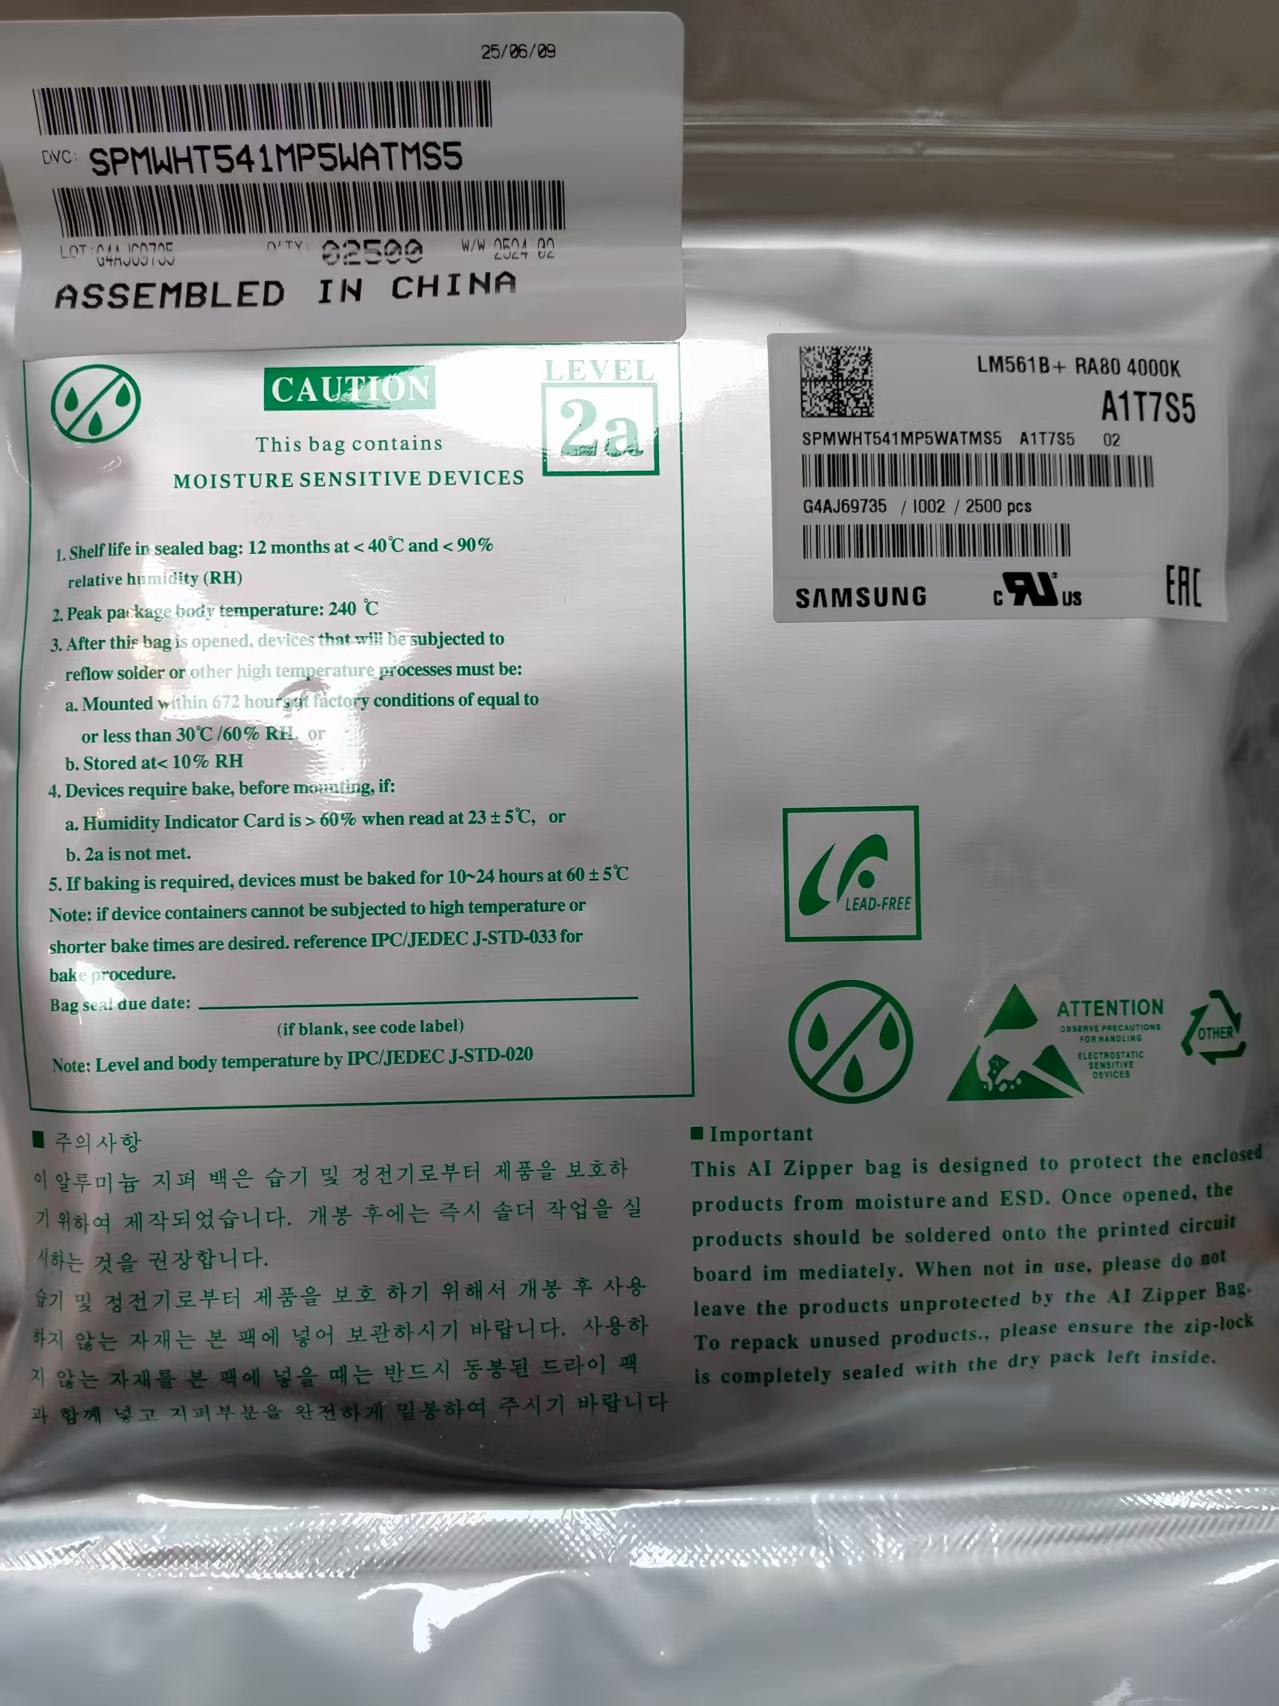 25/06/09
DVC: SPMWHT541MP5WATMS5
LOT: Q'TY: 02500 W/W
ASSEMBLED IN CHINA
CAUTION
LEVEL
2a
This bag contains
MOISTURE SENSITIVE DEVICES
1. Shelf life in sealed bag: 12 months at < 40℃ and < 90%
relative humidity (RH)
2. Peak package body temperature: 240 ℃
3. After this bag is opened, devices that will be subjected to
reflow solder or other high temperature processes must be:
a. Mounted within 672 hours at factory conditions of equal to
or less than 30℃/60% RH, or
b. Stored at< 10% RH
4. Devices require bake, before mounting, if:
a. Humidity Indicator Card is > 60% when read at 23 ± 5℃, or
b. 2a is not met.
5. If baking is required, devices must be baked for 10~24 hours at 60 ± 5℃
Note: if device containers cannot be subjected to high temperature or
shorter bake times are desired. reference IPC/JEDEC J-STD-033 for
bake procedure.
Bag seal due date:
(if blank, see code label)
Note: Level and body temperature by IPC/JEDEC J-STD-020
LM561B+ RA80 4000K
A1T7S5
SPMWHT541MP5WATMS5 A1T7S5 02
G4AJ69735 / I002 / 2500 pcs
SAMSUNG c RU US EAC
LEAD-FREE
ATTENTION
OBSERVE PRECAUTIONS
FOR HANDLING
ELECTROSTATIC
SENSITIVE
DEVICES
OTHER
■ 주의사항
이 알루미늄 지퍼 백은 습기 및 정전기로부터 제품을 보호하
기 위하여 제작되었습니다. 개봉 후에는 즉시 솔더 작업을 실
시하는 것을 권장합니다.
습기 및 정전기로부터 제품을 보호 하기 위해서 개봉 후 사용
하지 않는 자재는 본 팩에 넣어 보관하시기 바랍니다. 사용하
지 않는 자재를 본 팩에 넣을 때는 반드시 동봉된 드라이 팩
과 함께 넣고 지퍼부분을 완전하게 밀봉하여 주시기 바랍니다
■ Important
This AI Zipper bag is designed to protect the enclosed
products from moisture and ESD. Once opened, the
products should be soldered onto the printed circuit
board im mediately. When not in use, please do not
leave the products unprotected by the AI Zipper Bag.
To repack unused products., please ensure the zip-lock
is completely sealed with the dry pack left inside.